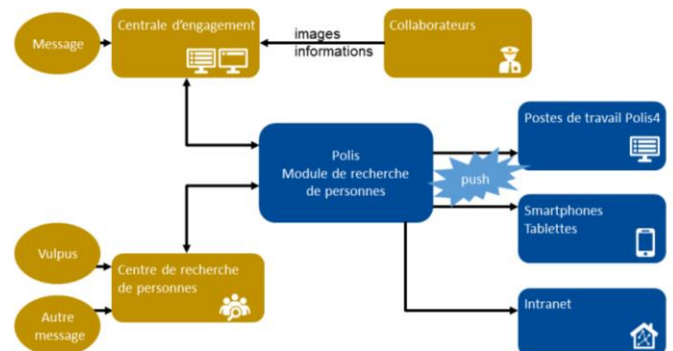 Message
Centrale d'engagement
images
informations
Collaborateurs
Postes de travail Polis4
Polis
Module de recherche
de personnes
push
Smartphones
Tablettes
Vulpus
Centre de recherche
de personnes
Autre
message
Intranet